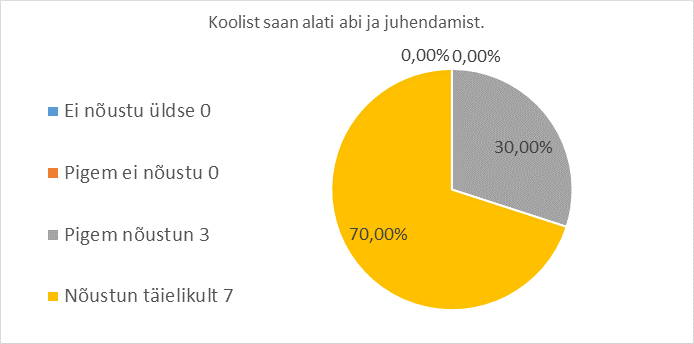 Koolist saan alati abi ja juhendamist.
0,00% 0,00%
Ei nõustu üldse 0
30,00%
Pigem ei nõustu 0
Pigem nõustun 3
70,00%
Nõustun täielikult 7